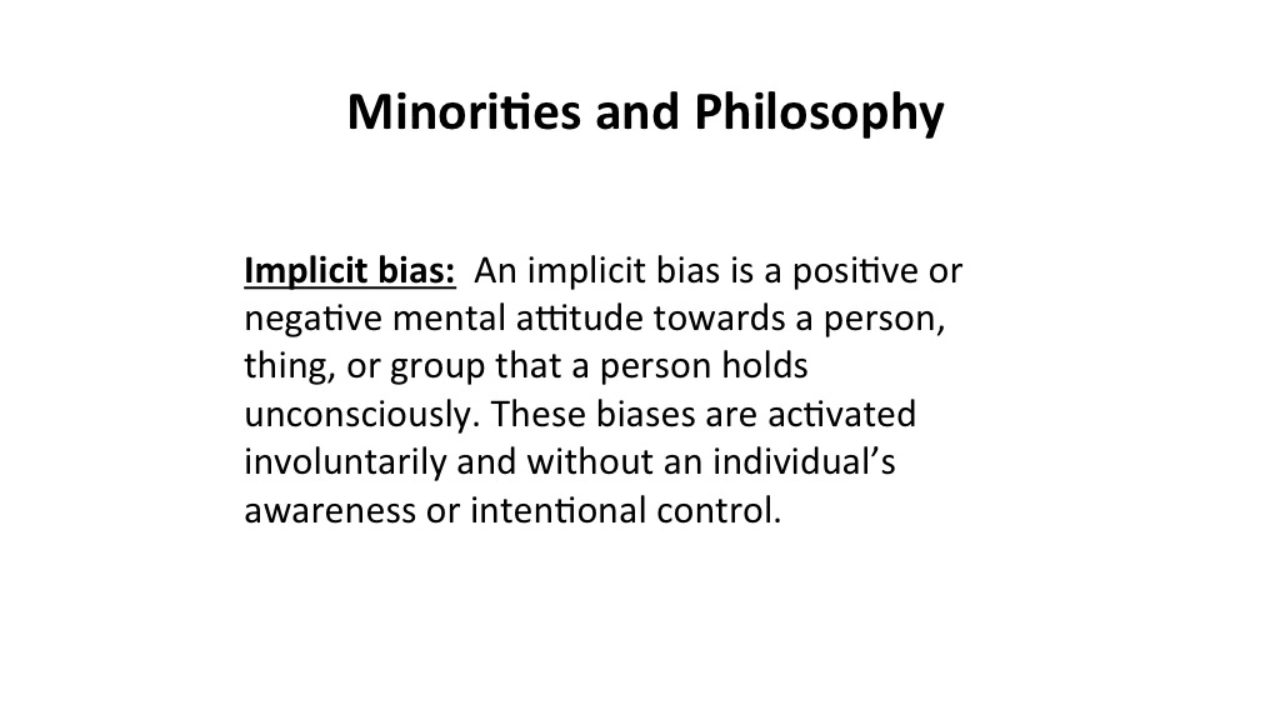 Minorities and Philosophy
Implicit bias: An implicit bias is a positive or
negative mental attitude towards a person,
thing, or group that a person holds
unconsciously. These biases are activated
involuntarily and without an individual’s
awareness or intentional control.